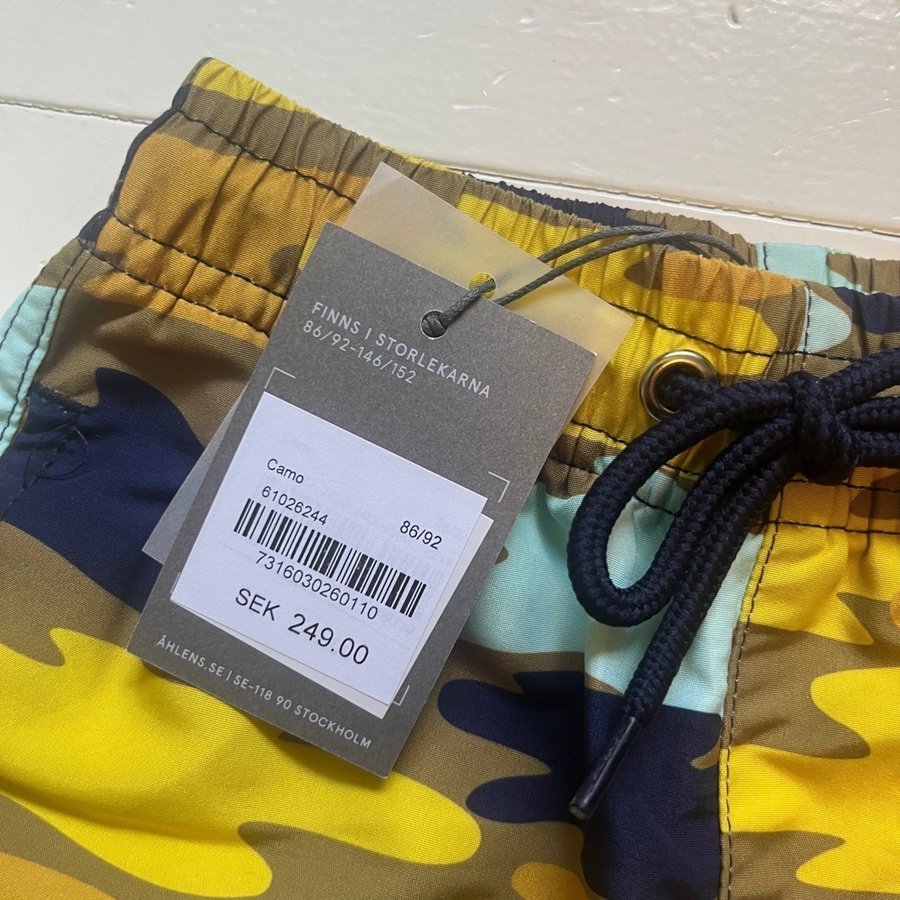 FINNS I STORLEKARNA
86/92-146/152
Camo
61026244
86/92
7316030260110
SEK 249.00
ÅHLENS.SE | SE-118 90 STOCKHOLM